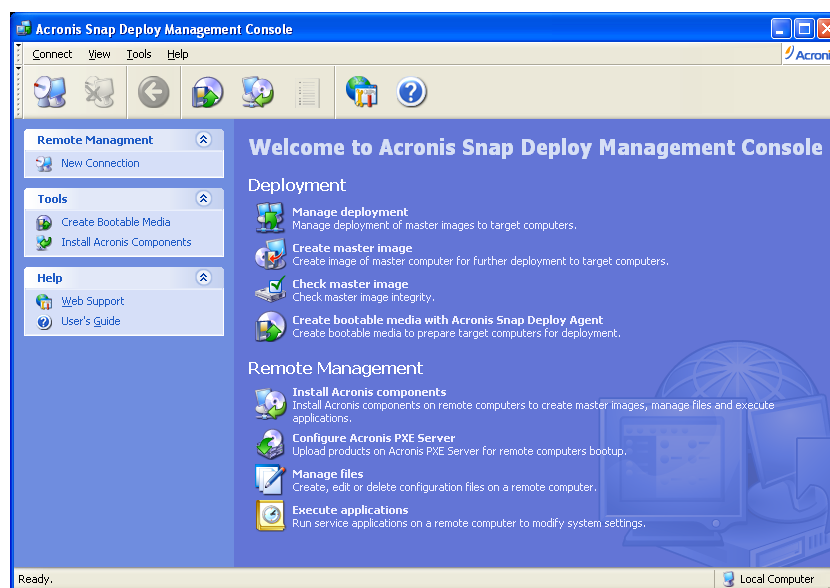 Acronis Snap Deploy Management Console
Connect View Tools Help
Acroni
Remote Managment
New Connection
Tools
Create Bootable Media
Install Acronis Components
Help
Web Support
User's Guide
Welcome to Acronis Snap Deploy Management Console
Deployment
Manage deployment
Manage deployment of master images to target computers.
Create master image
Create image of master computer for further deployment to target computers.
Check master image
Check master image integrity.
Create bootable media with Acronis Snap Deploy Agent
Create bootable media to prepare target computers for deployment.
Remote Management
Install Acronis components
Install Acronis components on remote computers to create master images, manage files and execute
applications.
Configure Acronis PXE Server
Upload products on Acronis PXE Server for remote computers bootup.
Manage files
Create, edit or delete configuration files on a remote computer.
Execute applications
Run service applications on a remote computer to modify system settings.
Ready.
Local Computer